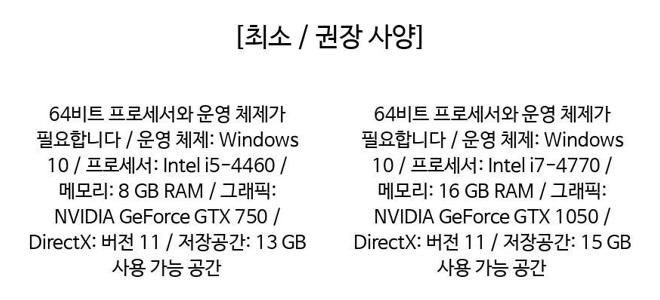 [최소 / 권장 사양]
64비트 프로세서와 운영 체제가
필요합니다 / 운영 체제: Windows
10 / 프로세서: Intel i5-4460 /
메모리: 8 GB RAM / 그래픽:
NVIDIA GeForce GTX 750 /
DirectX: 버전 11 / 저장공간: 13 GB
사용 가능 공간
64비트 프로세서와 운영 체제가
필요합니다 / 운영 체제: Windows
10 / 프로세서: Intel i7-4770 /
메모리: 16 GB RAM / 그래픽:
NVIDIA GeForce GTX 1050 /
DirectX: 버전 11 / 저장공간: 15 GB
사용 가능 공간